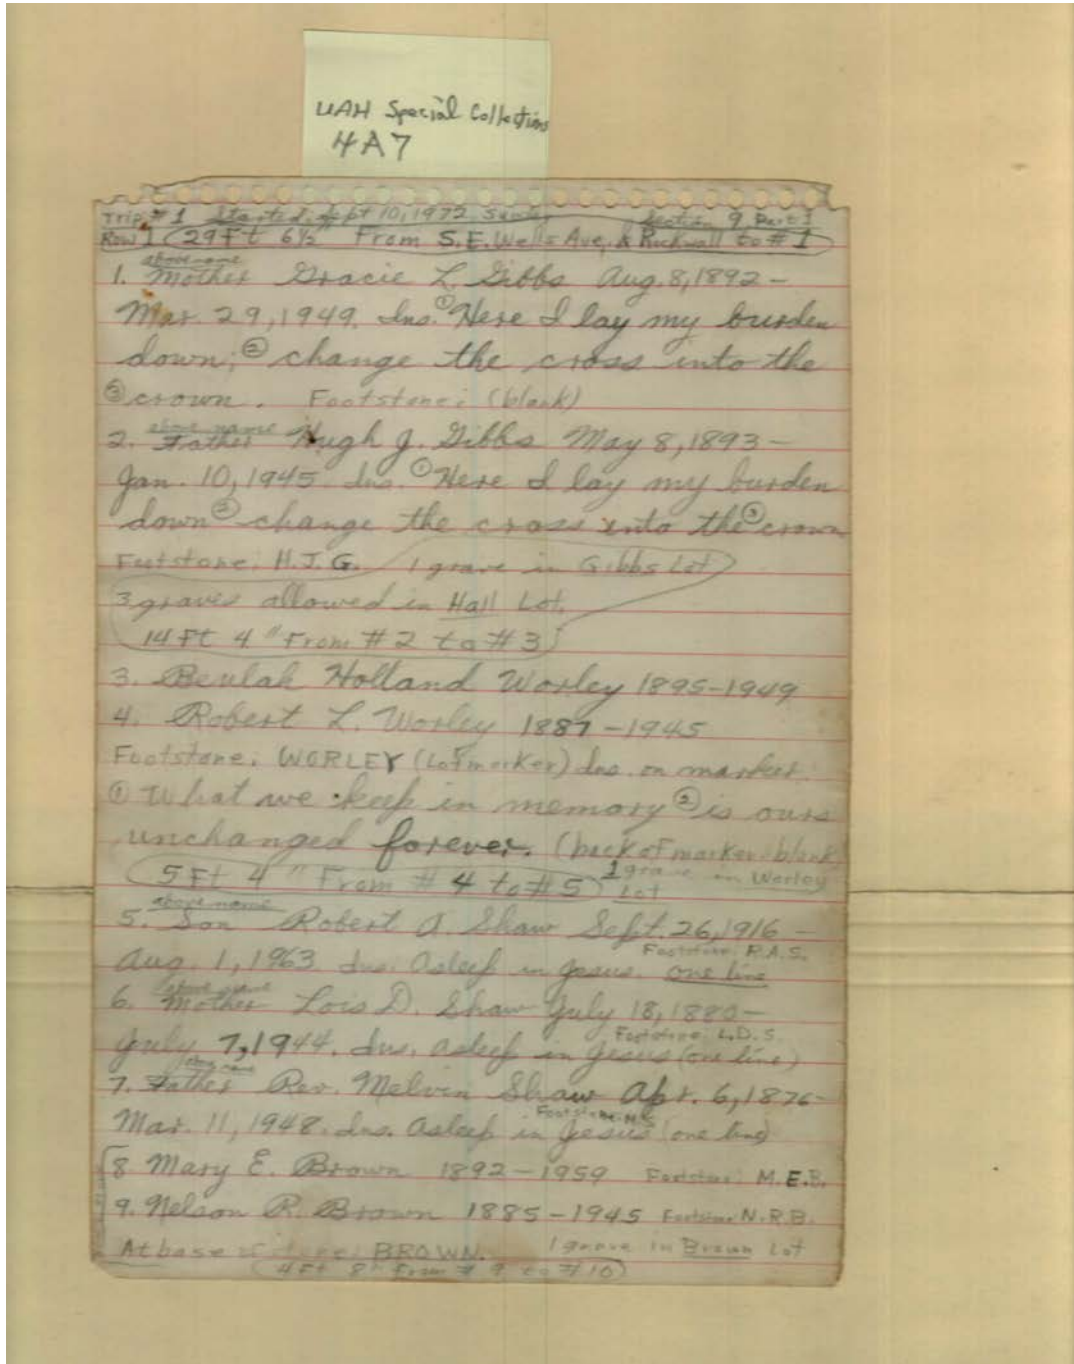 UAH Special Collections
4A7
Trip # 1 Started Sept 10, 1972 Sunday Section 9 Part I
Row 1 29 Ft 6½" From S.E. Wells Ave. & Rockwall to # 1
above name
1. Mother Gracie L. Gibbs Aug. 8, 1892 –
Mar. 29, 1949. Ins. ① Here I lay my burden
down; ② change the cross into the
③ crown. Footstone: (blank)
above name
2. Father Hugh J. Gibbs May 8, 1893 –
Jan. 10, 1945. Ins. ① Here I lay my burden
down ② change the cross into the ③ crown
Footstone: H.J.G. 1 grave in Gibbs Lot
3 graves allowed in Hall Lot.
14 Ft 4" From # 2 to # 3
3. Beulah Holland Worley 1895-1949
4. Robert L. Worley 1887 – 1945
Footstone: WORLEY (Lot marker) Ins. on marker.
① What we keep in memory ② is ours
unchanged forever. (back of marker blank)
5 Ft 4" From # 4 to # 5 1 grave in Worley
Lot
above name
5. Son Robert A. Shaw Sept. 26, 1916 –
Footstone: R.A.S.
Aug. 1, 1963 Ins. Asleep in Jesus. one line
above name
6. Mother Lois D. Shaw July 18, 1880 –
Footstone: L.D.S.
July 7, 1944. Ins. Asleep in Jesus (one line)
above name
7. Father Rev. Melvin Shaw Apr. 6, 1876 –
Footstone: M.S.
Mar. 11, 1948. Ins. Asleep in Jesus (one line)
8 Mary E. Brown 1892 – 1959 Footstone: M.E.B.
9. Nelson R. Brown 1885 – 1945 Footstone: N.R.B.
At base of stone: BROWN. 1 grave in Brown Lot
4 Ft 8" From # 9 to # 10